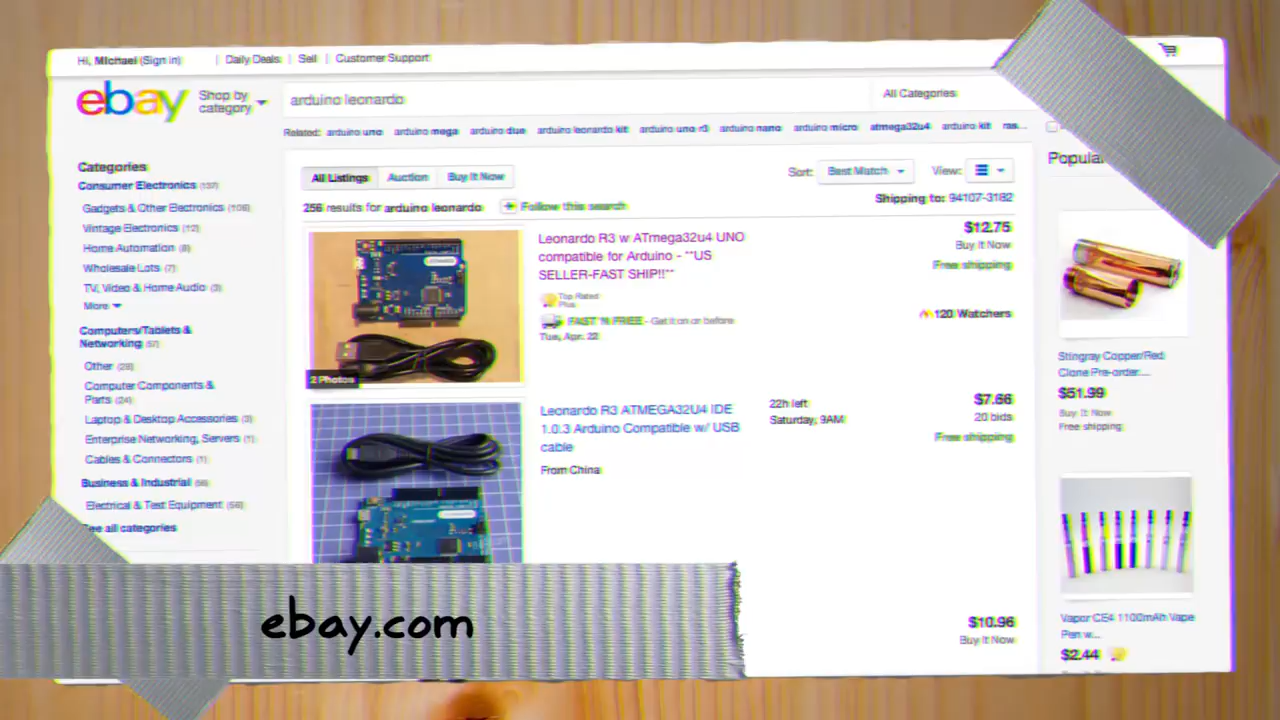 Hi, Michael (Sign in) | Daily Deals | Sell | Customer Support
ebay
Shop by
category
arduino leonardo
All Categories
Related: arduino uno arduino mega arduino due arduino leonardo kit arduino uno r3 arduino nano arduino micro atmega32u4 arduino kit ras...
Categories
Consumer Electronics (137)
Gadgets & Other Electronics (106)
Vintage Electronics (12)
Home Automation (8)
Wholesale Lots (7)
TV, Video & Home Audio (3)
More
Computers/Tablets &
Networking (57)
Other (28)
Computer Components &
Parts (24)
Laptop & Desktop Accessories (3)
Enterprise Networking, Servers (1)
Cables & Connectors (1)
Business & Industrial (56)
Electrical & Test Equipment (56)
See all categories
All Listings
Auction
Buy It Now
Sort: Best Match
View:
256 results for arduino leonardo
+ Follow this search
Shipping to: 94107-3182
2 Photos
Leonardo R3 w ATmega32u4 UNO
compatible for Arduino - **US
SELLER-FAST SHIP!!**
Top Rated
Plus
FAST 'N FREE - Get it on or before
Tue, Apr. 22
$12.75
Buy It Now
Free shipping
120 Watchers
Leonardo R3 ATMEGA32U4 IDE
1.0.3 Arduino Compatible w/ USB
cable
From China
22h left
Saturday, 9AM
$7.66
20 bids
Free shipping
$10.96
Buy It Now
Stingray Copper/Red
Clone Pre-order....
$51.99
Buy It Now
Free shipping
Vapor CE4 1100mAh Vape
Pen w...
$2.44
ebay.com